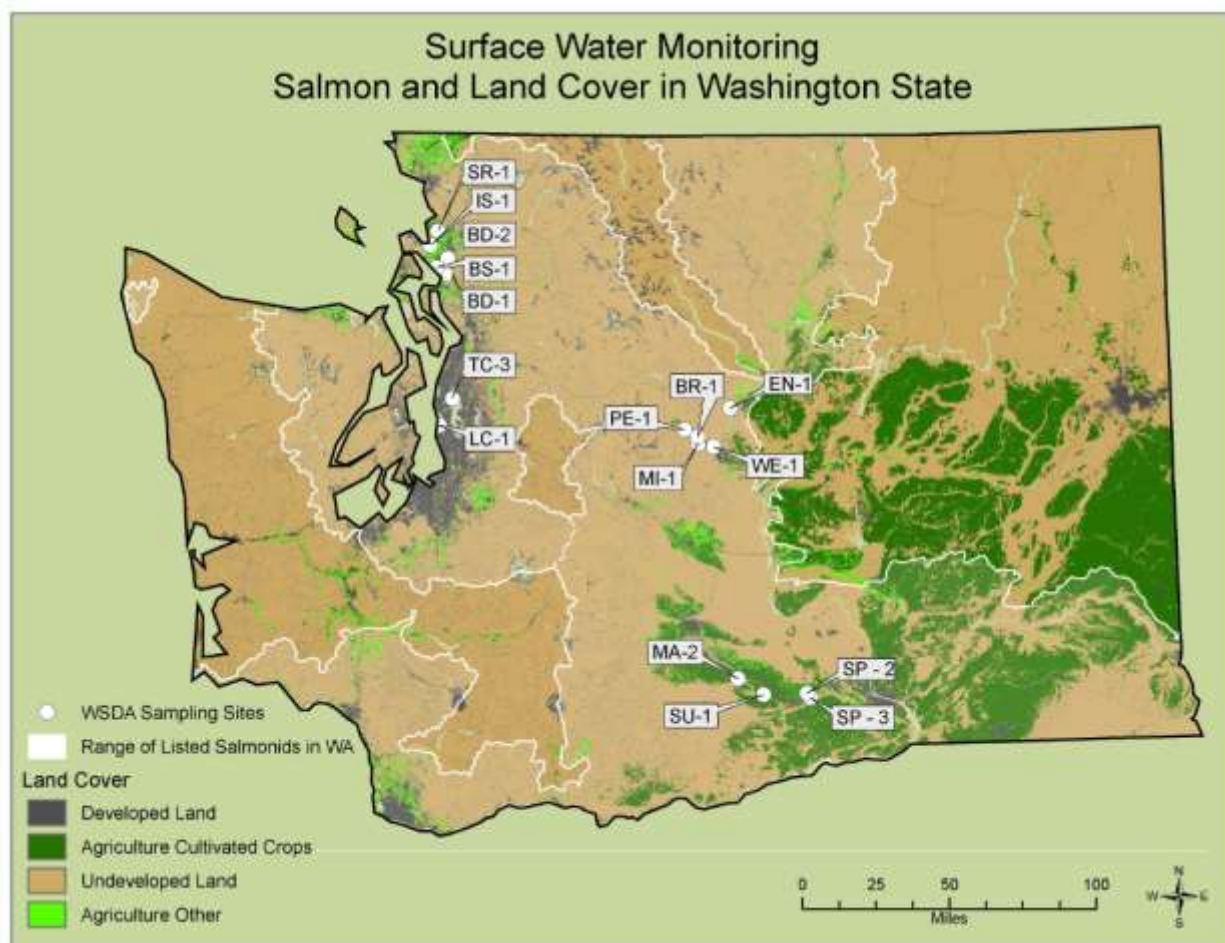 Surface Water Monitoring
Salmon and Land Cover in Washington State
SR-1
IS-1
BD-2
BS-1
BD-1
TC-3
LC-1
BR-1
EN-1
PE-1
MI-1
WE-1
MA-2
SU-1
SP - 2
SP - 3
WSDA Sampling Sites
Range of Listed Salmonids in WA
Land Cover
Developed Land
Agriculture Cultivated Crops
Undeveloped Land
Agriculture Other
0 25 50 100
Miles
N
W E
S